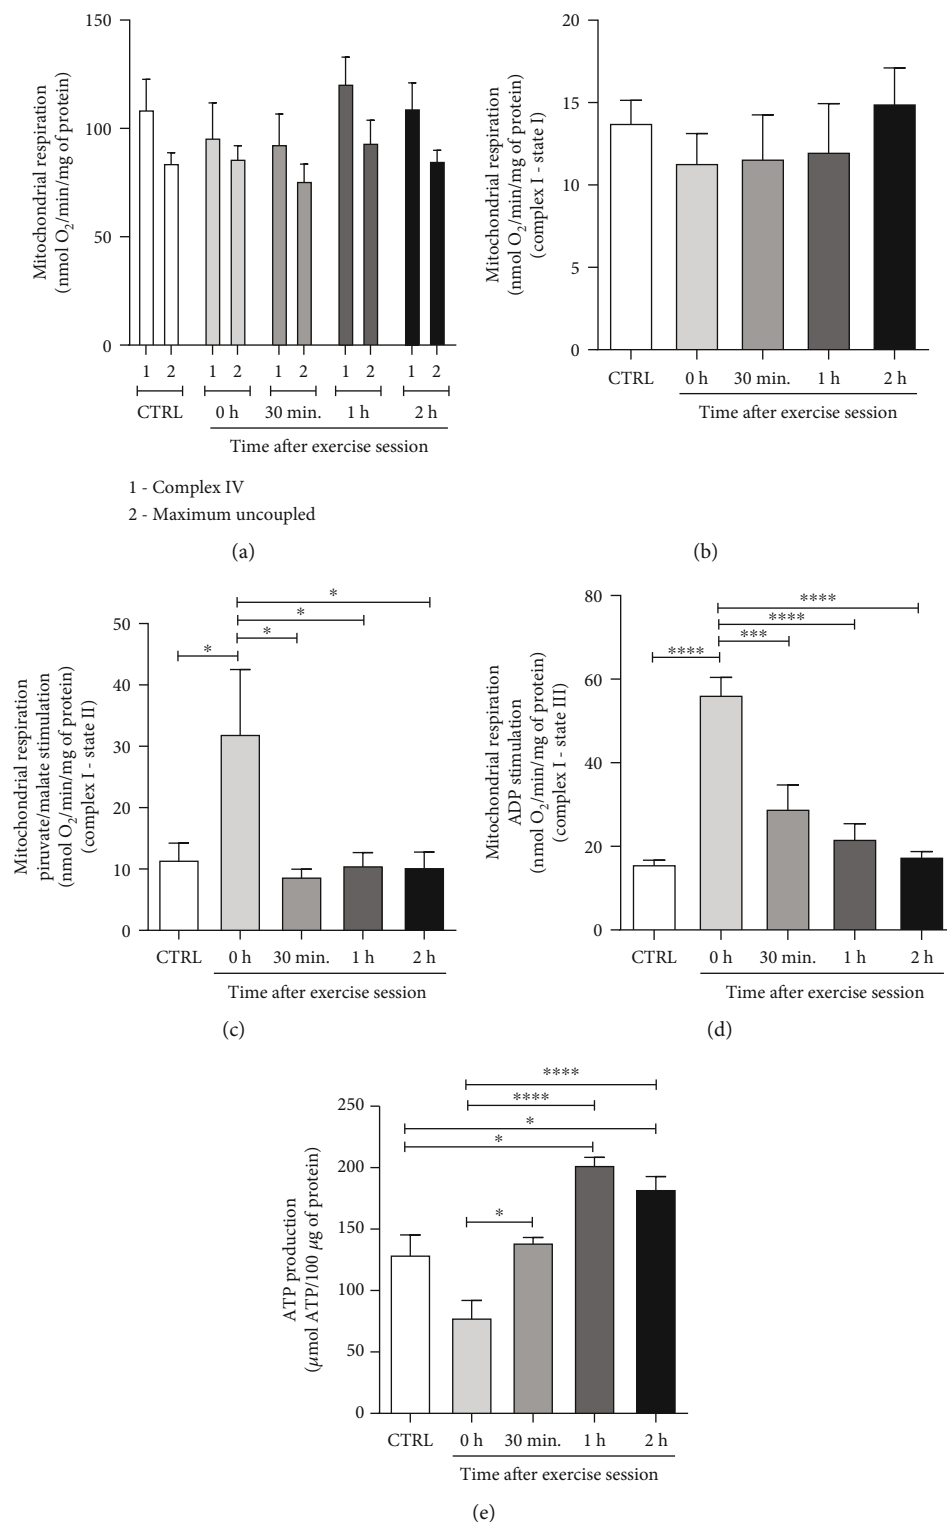 150
100
50
0
Mitochondrial respiration
(nmol O2/min/mg of protein)
1 2 1 2 1 2 1 2 1 2
CTRL 0 h 30 min. 1 h 2 h
Time after exercise session
1 - Complex IV
2 - Maximum uncoupled
(a)
20
15
10
5
0
Mitochondrial respiration
(nmol O2/min/mg of protein)
(complex I - state I)
CTRL 0 h 30 min. 1 h 2 h
Time after exercise session
(b)
*
*
*
*
50
40
30
20
10
0
Mitochondrial respiration
piruvate/malate stimulation
(nmol O2/min/mg of protein)
(complex I - state II)
CTRL 0 h 30 min. 1 h 2 h
Time after exercise session
(c)
****
****
***
****
80
60
40
20
0
Mitochondrial respiration
ADP stimulation
(nmol O2/min/mg of protein)
(complex I - state III)
CTRL 0 h 30 min. 1 h 2 h
Time after exercise session
(d)
****
****
*
*
*
250
200
150
100
50
0
ATP production
(µmol ATP/100 µg of protein)
CTRL 0 h 30 min. 1 h 2 h
Time after exercise session
(e)